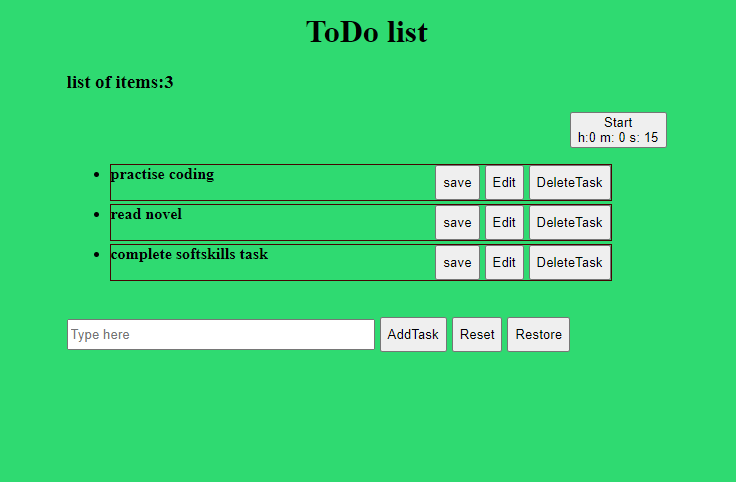 ToDo list
list of items:3
Start
h:0 m: 0 s: 15
practise coding save Edit DeleteTask
read novel save Edit DeleteTask
complete softskills task save Edit DeleteTask
Type here AddTask Reset Restore